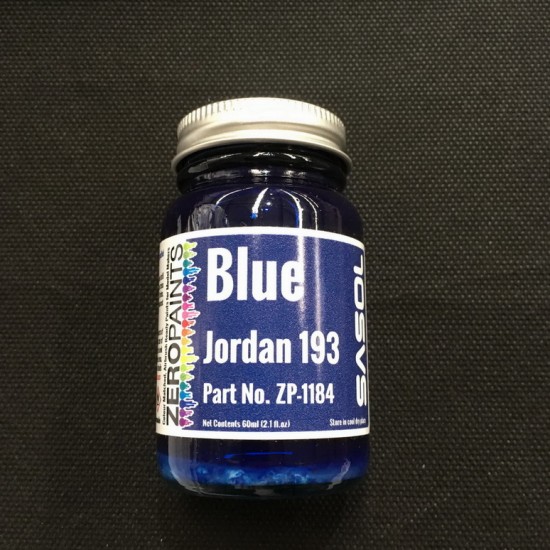 Blue
Jordan 193
Part No. ZP-1184
Net Contents 60ml (2.1 fl.oz)
Store in cool dry place
ZEROPAINTS
SASOL